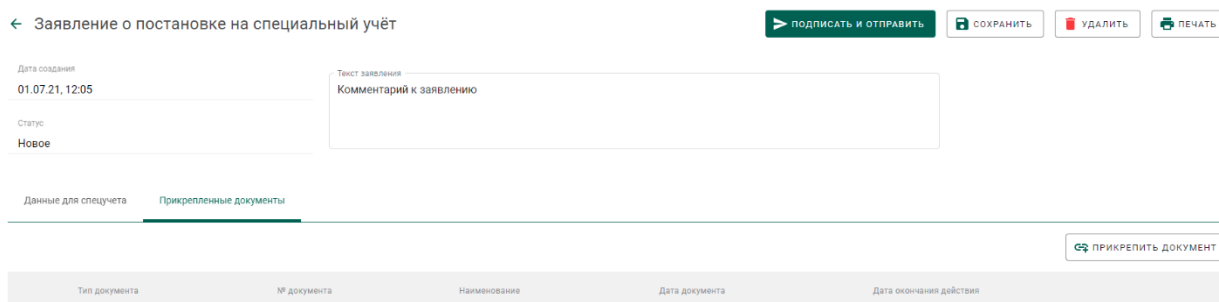 Заявление о постановке на специальный учёт
ПОДПИСАТЬ И ОТПРАВИТЬ
СОХРАНИТЬ
УДАЛИТЬ
ПЕЧАТЬ
Дата создания
01.07.21, 12:05
Текст заявления
Комментарий к заявлению
Статус
Новое
Данные для спецучета
Прикрепленные документы
ПРИКРЕПИТЬ ДОКУМЕНТ
Тип документа
№ документа
Наименование
Дата документа
Дата окончания действия